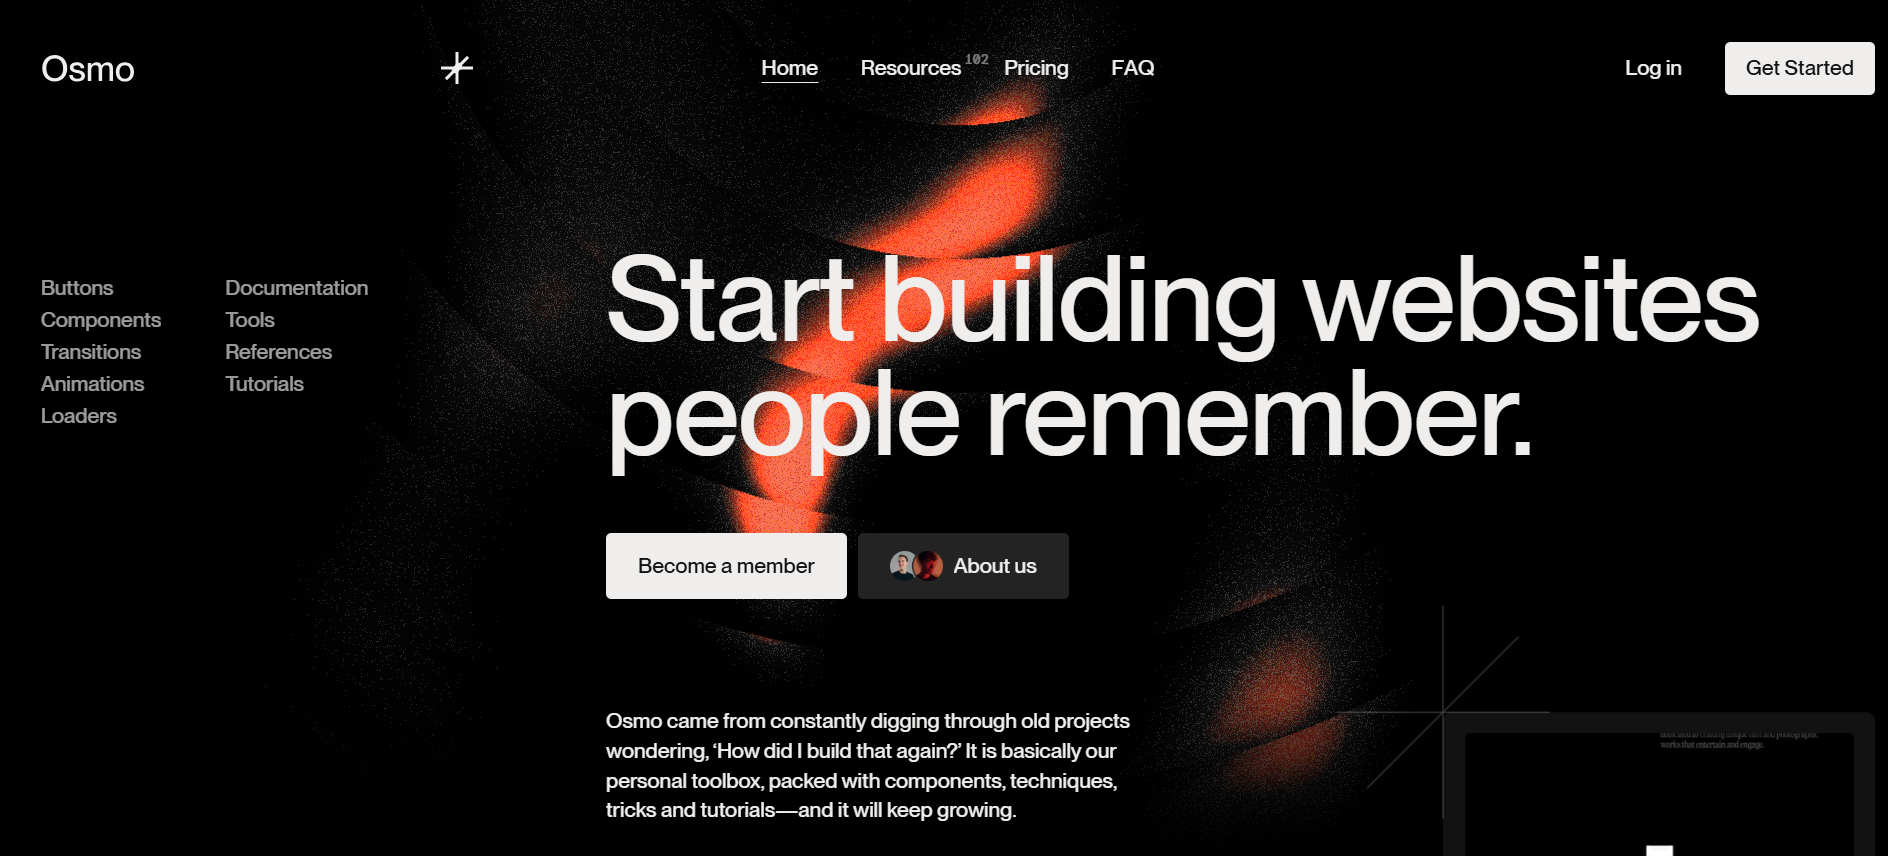 Osmo
Home
Resources 102
Pricing
FAQ
Log in
Get Started
Buttons
Components
Transitions
Animations
Loaders
Documentation
Tools
References
Tutorials
Start building websites
people remember.
Become a member
About us
Osmo came from constantly digging through old projects
wondering, ‘How did I build that again?’ It is basically our
personal toolbox, packed with components, techniques,
tricks and tutorials—and it will keep growing.
works that entertain and engage.